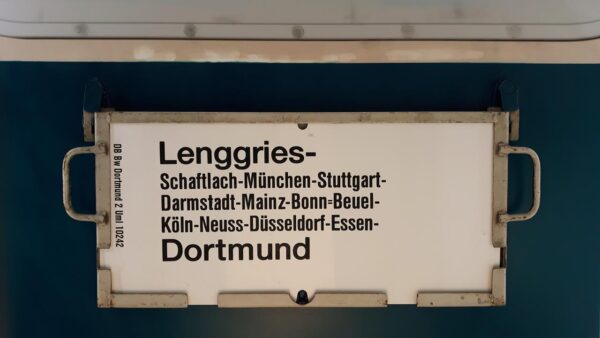 Lenggries-
Schaftlach-München-Stuttgart-
Darmstadt-Mainz-Bonn=Beuel-
Köln-Neuss-Düsseldorf-Essen-
Dortmund
DB Bw Dortmund 2 Uml 10242